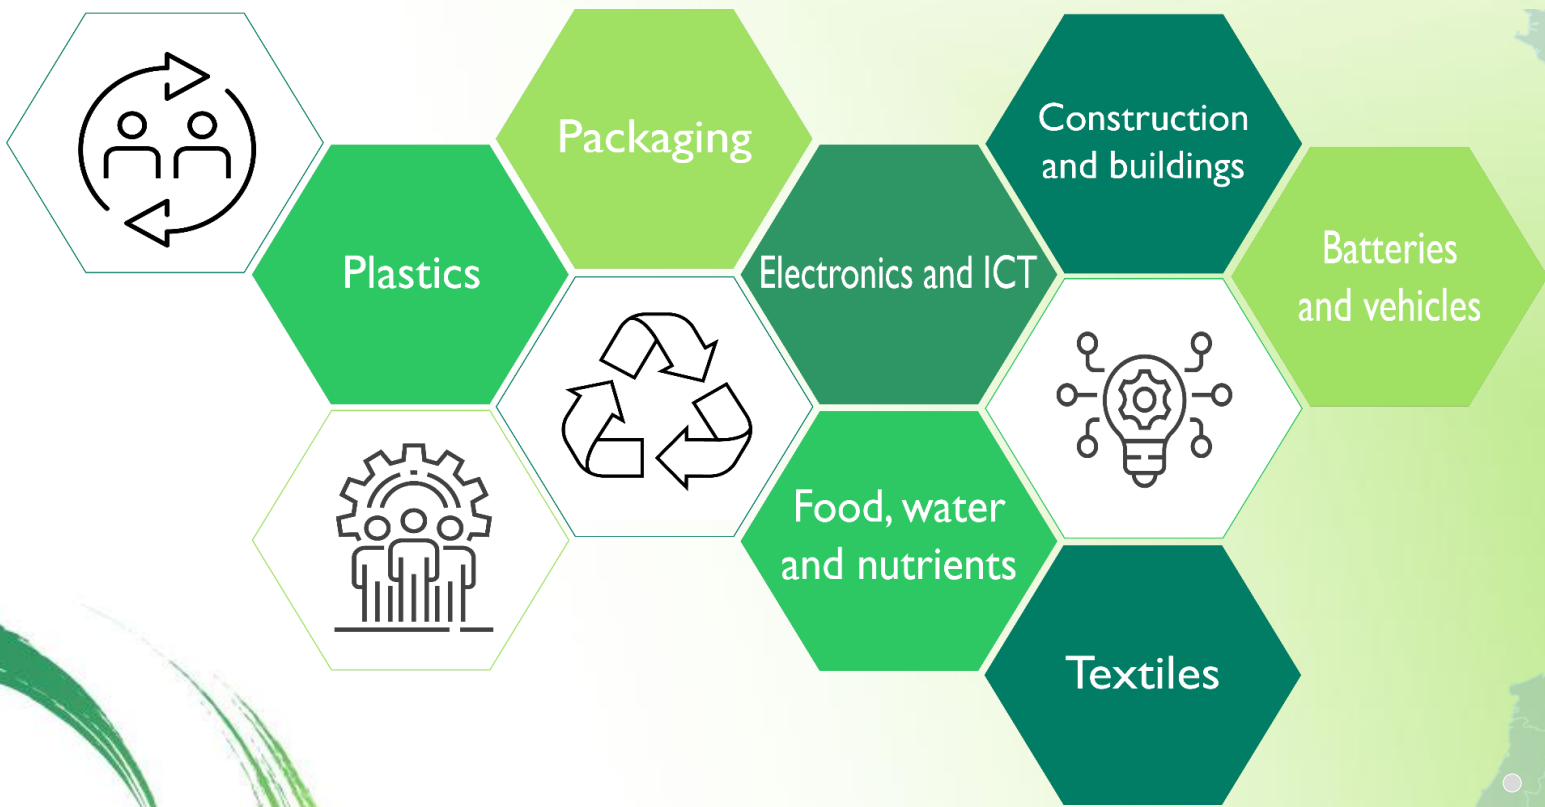 Packaging
Construction
and buildings
Plastics
Electronics and ICT
Batteries
and vehicles
Food, water
and nutrients
Textiles